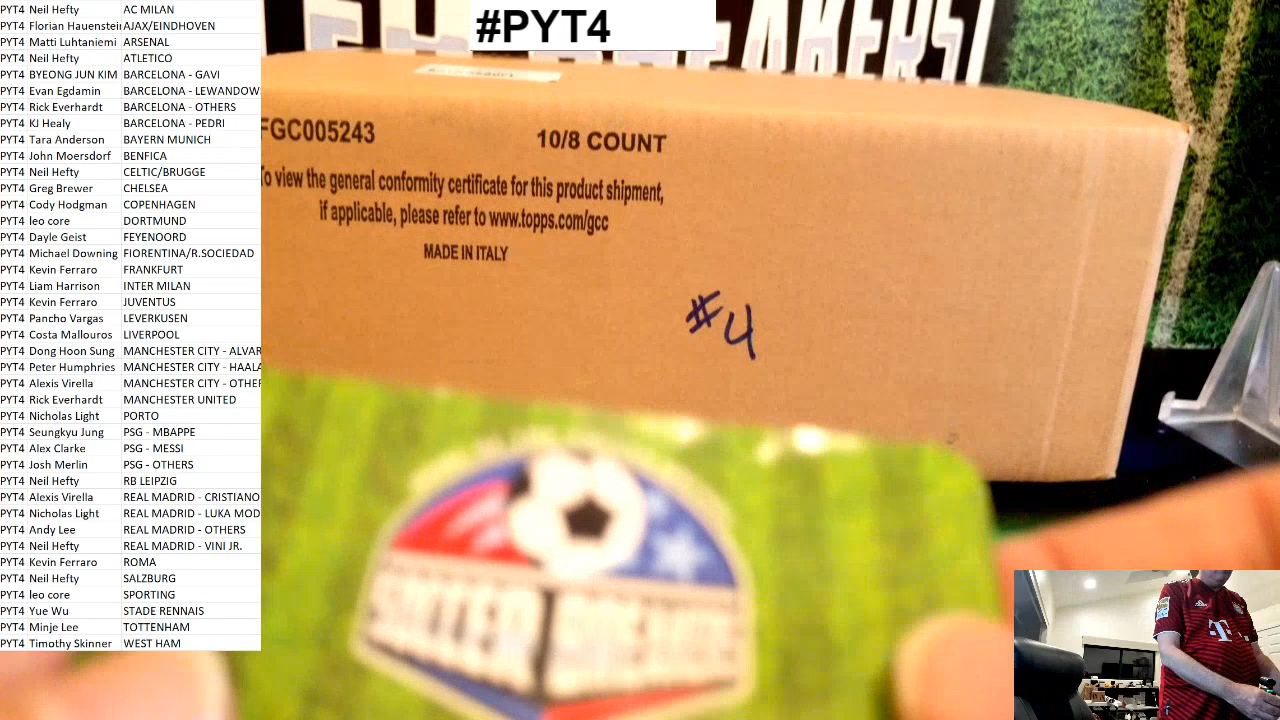 #PYT4
PYT4 Neil Hefty AC MILAN
PYT4 Florian Hauenstein AJAX/EINDHOVEN
PYT4 Matti Luhtaniemi ARSENAL
PYT4 Neil Hefty ATLETICO
PYT4 BYEONG JUN KIM BARCELONA - GAVI
PYT4 Evan Egdamin BARCELONA - LEWANDOW
PYT4 Rick Everhardt BARCELONA - OTHERS
PYT4 KJ Healy BARCELONA - PEDRI
PYT4 Tara Anderson BAYERN MUNICH
PYT4 John Moersdorf BENFICA
PYT4 Neil Hefty CELTIC/BRUGGE
PYT4 Greg Brewer CHELSEA
PYT4 Cody Hodgman COPENHAGEN
PYT4 leo core DORTMUND
PYT4 Dayle Geist FEYENOORD
PYT4 Michael Downing FIORENTINA/R.SOCIEDAD
PYT4 Kevin Ferraro FRANKFURT
PYT4 Liam Harrison INTER MILAN
PYT4 Kevin Ferraro JUVENTUS
PYT4 Pancho Vargas LEVERKUSEN
PYT4 Costa Mallouros LIVERPOOL
PYT4 Dong Hoon Sung MANCHESTER CITY - ALVAR
PYT4 Peter Humphries MANCHESTER CITY - HAALA
PYT4 Alexis Virella MANCHESTER CITY - OTHE
PYT4 Rick Everhardt MANCHESTER UNITED
PYT4 Nicholas Light PORTO
PYT4 Seungkyu Jung PSG - MBAPPE
PYT4 Alex Clarke PSG - MESSI
PYT4 Josh Merlin PSG - OTHERS
PYT4 Neil Hefty RB LEIPZIG
PYT4 Alexis Virella REAL MADRID - CRISTIANO
PYT4 Nicholas Light REAL MADRID - LUKA MOD
PYT4 Andy Lee REAL MADRID - OTHERS
PYT4 Neil Hefty REAL MADRID - VINI JR.
PYT4 Kevin Ferraro ROMA
PYT4 Neil Hefty SALZBURG
PYT4 leo core SPORTING
PYT4 Yue Wu STADE RENNAIS
PYT4 Minje Lee TOTTENHAM
PYT4 Timothy Skinner WEST HAM
FGC005243 10/8 COUNT
To view the general conformity certificate for this product shipment,
if applicable, please refer to www.topps.com/gcc
MADE IN ITALY
#4
T